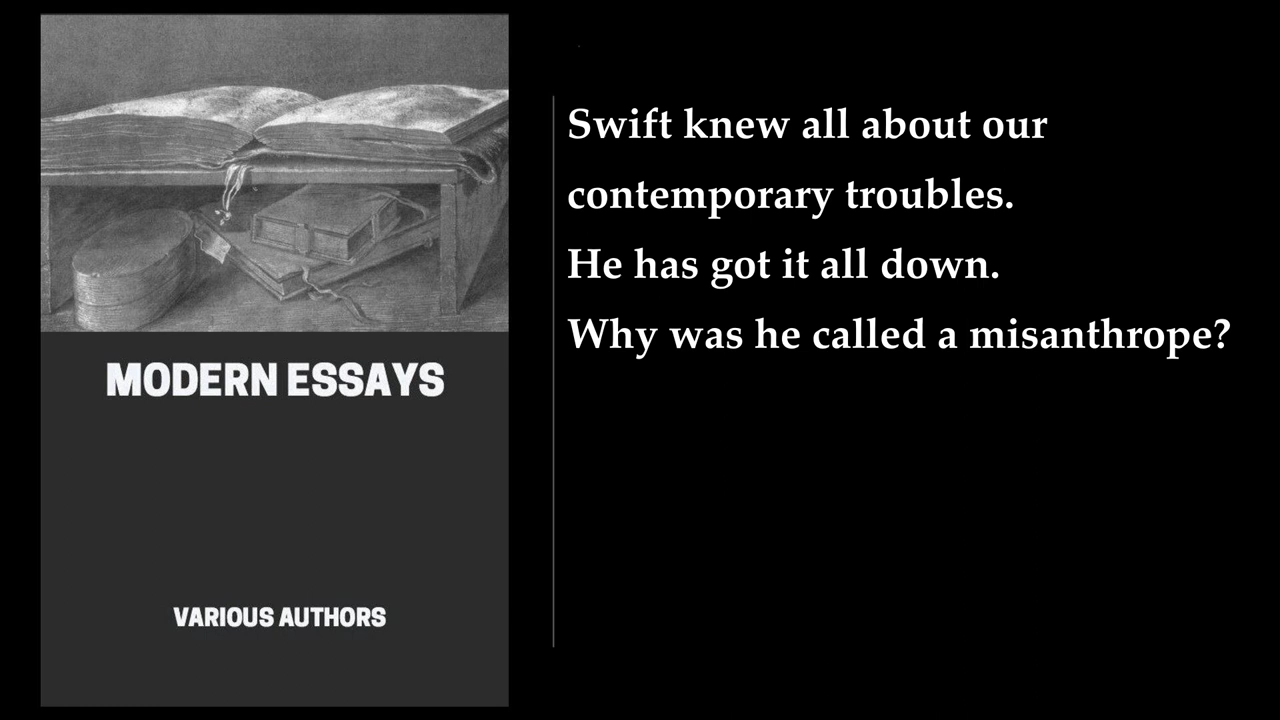 MODERN ESSAYS
VARIOUS AUTHORS
Swift knew all about our
contemporary troubles.
He has got it all down.
Why was he called a misanthrope?